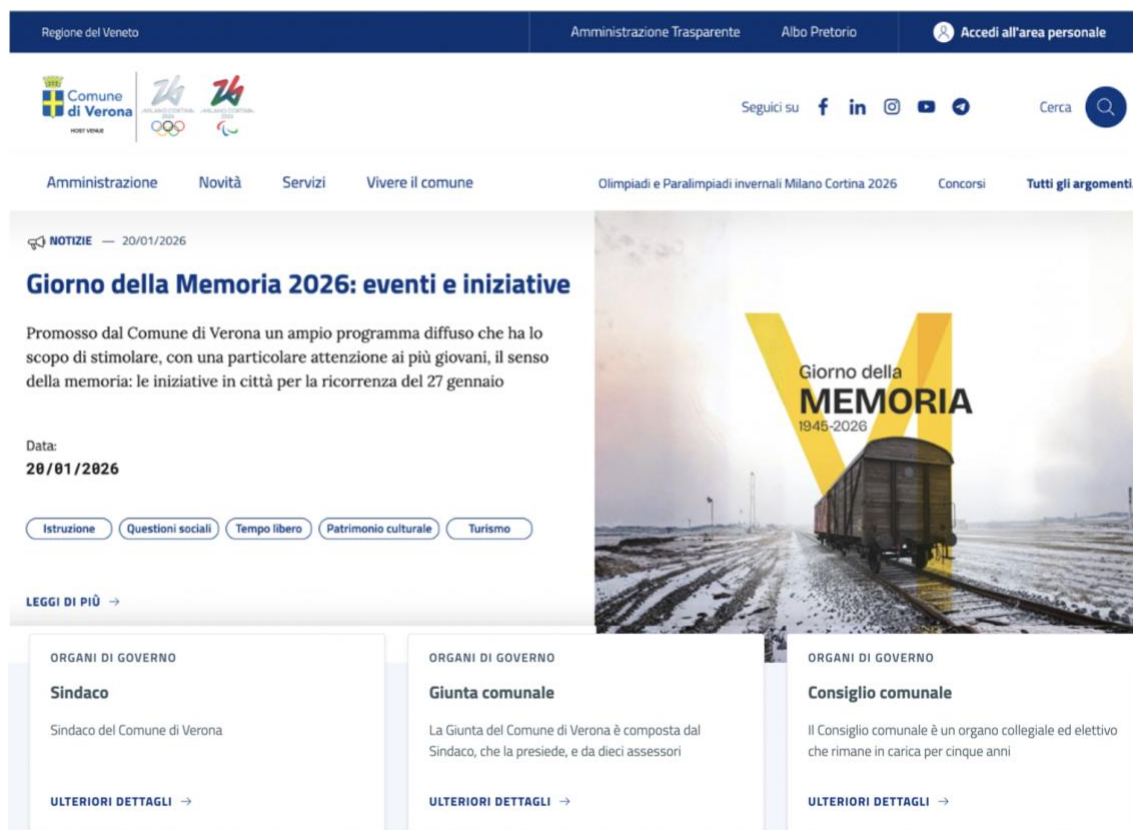 Regione del Veneto
Amministrazione Trasparente
Albo Pretorio
Accedi all'area personale
Comune
di Verona
HOST VENUE
MILANO CORTINA
2026
MILANO CORTINA
2026
Seguici su
Cerca
Amministrazione
Novità
Servizi
Vivere il comune
Olimpiadi e Paralimpiadi invernali Milano Cortina 2026
Concorsi
Tutti gli argomenti
NOTIZIE — 20/01/2026
Giorno della Memoria 2026: eventi e iniziative
Promosso dal Comune di Verona un ampio programma diffuso che ha lo
scopo di stimolare, con una particolare attenzione ai più giovani, il senso
della memoria: le iniziative in città per la ricorrenza del 27 gennaio
Data:
20/01/2026
Istruzione
Questioni sociali
Tempo libero
Patrimonio culturale
Turismo
LEGGI DI PIÙ →
Giorno della
MEMORIA
1945-2026
ORGANI DI GOVERNO
Sindaco
Sindaco del Comune di Verona
ULTERIORI DETTAGLI →
ORGANI DI GOVERNO
Giunta comunale
La Giunta del Comune di Verona è composta dal
Sindaco, che la presiede, e da dieci assessori
ULTERIORI DETTAGLI →
ORGANI DI GOVERNO
Consiglio comunale
Il Consiglio comunale è un organo collegiale ed elettivo
che rimane in carica per cinque anni
ULTERIORI DETTAGLI →